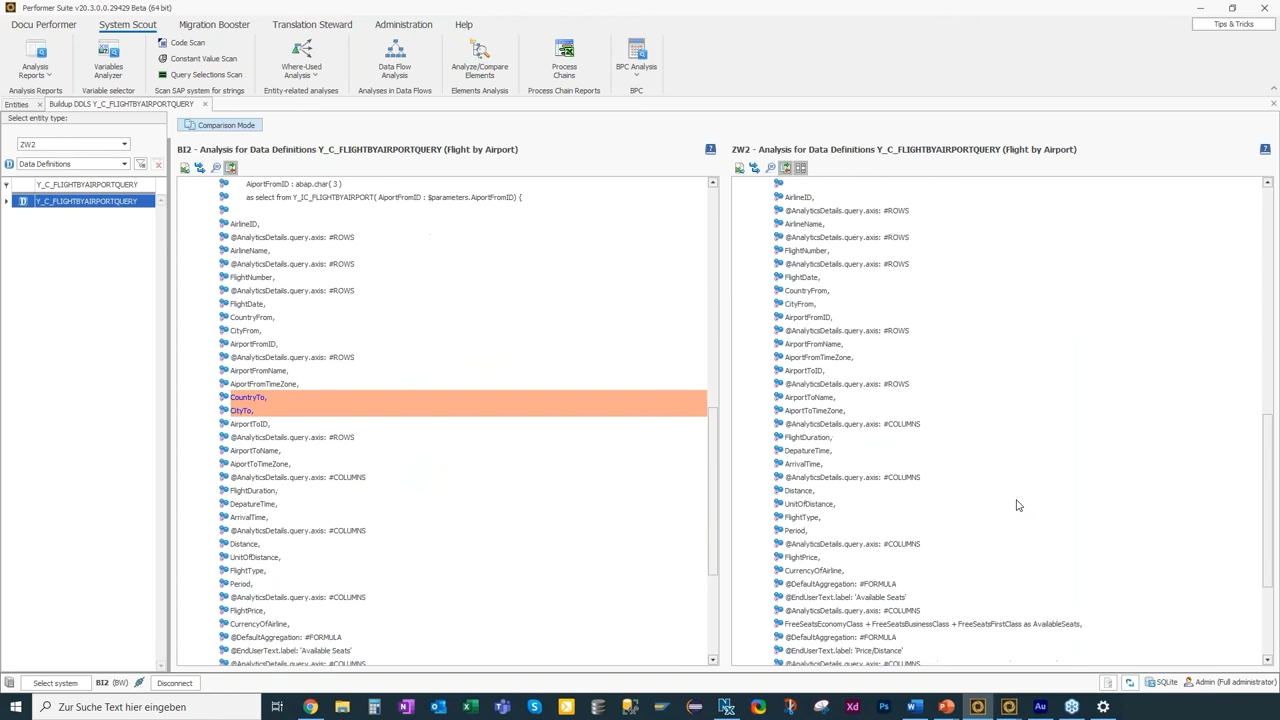 Performer Suite v20.3.0.0.29429 Beta (64 bit)
Docu Performer
System Scout
Migration Booster
Translation Steward
Administration
Help
Tips & Tricks
Analysis
Reports
Variables
Analyzer
Code Scan
Constant Value Scan
Query Selections Scan
Where-Used
Analysis
Data Flow
Analysis
Analyze/Compare
Elements
Process
Chains
BPC Analysis
Analysis Reports
Variable selector
Scan SAP system for strings
Entity-related analyses
Analyses in Data Flows
Elements Analysis
Process Chain Reports
BPC
Entities
Buildup DDLS Y_C_FLIGHTBYAIRPORTQUERY
Select entity type:
ZW2
Data Definitions
Y_C_FLIGHTBYAIRPORTQUERY
Y_C_FLIGHTBYAIRPORTQUERY
Comparison Mode
BI2 - Analysis for Data Definitions Y_C_FLIGHTBYAIRPORTQUERY (Flight by Airport)
AiportFromID : abap.char( 3 )
as select from Y_IC_FLIGHTBYAIRPORT( AiportFromID : $parameters.AiportFromID) {
AirlineID,
@AnalyticsDetails.query.axis: #ROWS
AirlineName,
@AnalyticsDetails.query.axis: #ROWS
FlightNumber,
@AnalyticsDetails.query.axis: #ROWS
FlightDate,
CountryFrom,
CityFrom,
AirportFromID,
@AnalyticsDetails.query.axis: #ROWS
AirportFromName,
AiportFromTimeZone,
CountryTo,
CityTo,
AirportToID,
@AnalyticsDetails.query.axis: #ROWS
AirportToName,
AiportToTimeZone,
@AnalyticsDetails.query.axis: #COLUMNS
FlightDuration,
DepatureTime,
ArrivalTime,
@AnalyticsDetails.query.axis: #COLUMNS
Distance,
UnitOfDistance,
FlightType,
Period,
@AnalyticsDetails.query.axis: #COLUMNS
FlightPrice,
CurrencyOfAirline,
@DefaultAggregation: #FORMULA
@EndUserText.label: 'Available Seats'
@AnalyticsDetails.query.axis: #COLUMNS
ZW2 - Analysis for Data Definitions Y_C_FLIGHTBYAIRPORTQUERY (Flight by Airport)
AirlineID,
@AnalyticsDetails.query.axis: #ROWS
AirlineName,
@AnalyticsDetails.query.axis: #ROWS
FlightNumber,
@AnalyticsDetails.query.axis: #ROWS
FlightDate,
CountryFrom,
CityFrom,
AirportFromID,
@AnalyticsDetails.query.axis: #ROWS
AirportFromName,
AiportFromTimeZone,
AirportToID,
@AnalyticsDetails.query.axis: #ROWS
AirportToName,
AiportToTimeZone,
@AnalyticsDetails.query.axis: #COLUMNS
FlightDuration,
DepatureTime,
ArrivalTime,
@AnalyticsDetails.query.axis: #COLUMNS
Distance,
UnitOfDistance,
FlightType,
Period,
@AnalyticsDetails.query.axis: #COLUMNS
FlightPrice,
CurrencyOfAirline,
@DefaultAggregation: #FORMULA
@EndUserText.label: 'Available Seats'
@AnalyticsDetails.query.axis: #COLUMNS
FreeSeatsEconomyClass + FreeSeatsBusinessClass + FreeSeatsFirstClass as AvailableSeats,
@DefaultAggregation: #FORMULA
@EndUserText.label: 'Price/Distance'
@AnalyticsDetails.query.axis: #COLUMNS
Select system
BI2 (BW)
Disconnect
SQLite
Admin (Full administrator)
Zur Suche Text hier eingeben